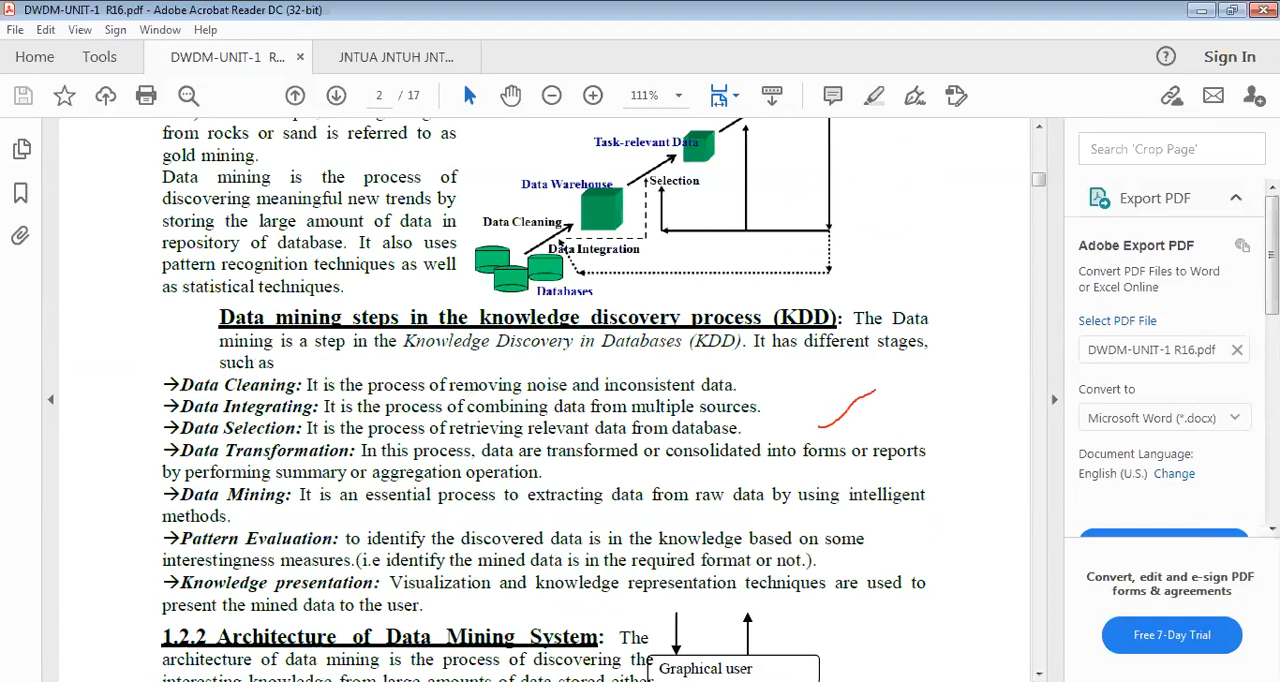 DWDM-UNIT-1 R16.pdf - Adobe Acrobat Reader DC (32-bit)
File Edit View Sign Window Help
Home Tools DWDM-UNIT-1 R... × JNTUA JNTUH JNT... Sign In
2 / 17 111%
from rocks or sand is referred to as
gold mining.
Data mining is the process of
discovering meaningful new trends by
storing the large amount of data in
repository of database. It also uses
pattern recognition techniques as well
as statistical techniques.
Task-relevant Data
Data Warehouse
Selection
Data Cleaning
Data Integration
Databases
Data mining steps in the knowledge discovery process (KDD): The Data
mining is a step in the Knowledge Discovery in Databases (KDD). It has different stages,
such as
→Data Cleaning: It is the process of removing noise and inconsistent data.
→Data Integrating: It is the process of combining data from multiple sources.
→Data Selection: It is the process of retrieving relevant data from database.
→Data Transformation: In this process, data are transformed or consolidated into forms or reports
by performing summary or aggregation operation.
→Data Mining: It is an essential process to extracting data from raw data by using intelligent
methods.
→Pattern Evaluation: to identify the discovered data is in the knowledge based on some
interestingness measures.(i.e identify the mined data is in the required format or not.).
→Knowledge presentation: Visualization and knowledge representation techniques are used to
present the mined data to the user.
1.2.2 Architecture of Data Mining System: The
architecture of data mining is the process of discovering the
interesting knowledge from large amounts of data stored either
Graphical user
Search 'Crop Page'
Export PDF
Adobe Export PDF
Convert PDF Files to Word
or Excel Online
Select PDF File
DWDM-UNIT-1 R16.pdf
Convert to
Microsoft Word (*.docx)
Document Language:
English (U.S.) Change
Convert, edit and e-sign PDF
forms & agreements
Free 7-Day Trial